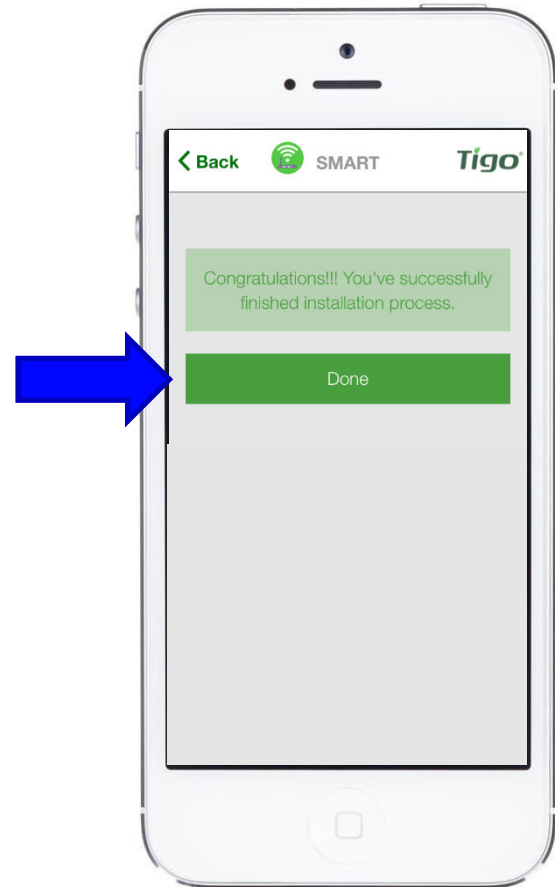 Back SMART Tigo
Congratulations!!! You've successfully
finished installation process.
Done